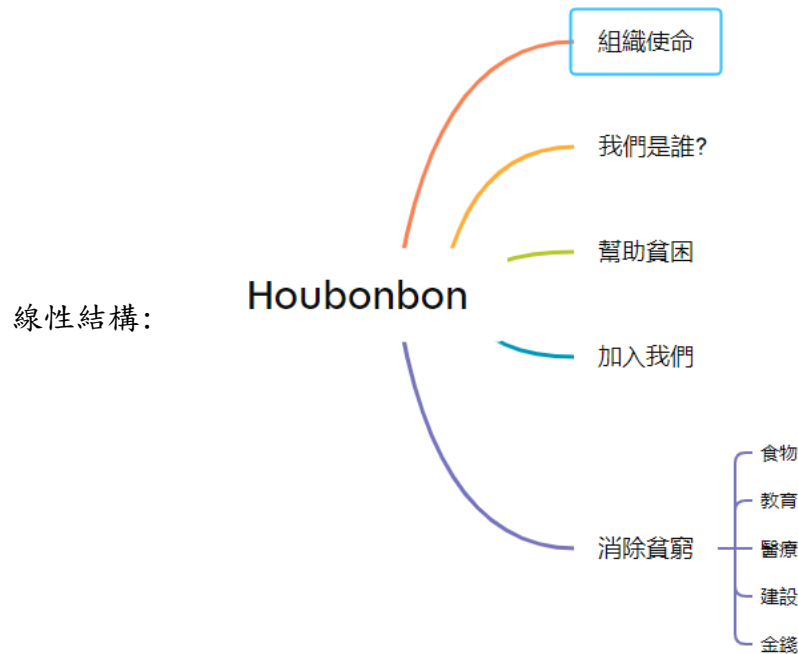 組織使命
我們是誰?
幫助貧困
Houbonbon
線性結構:
加入我們
消除貧窮
食物
教育
醫療
建設
金錢